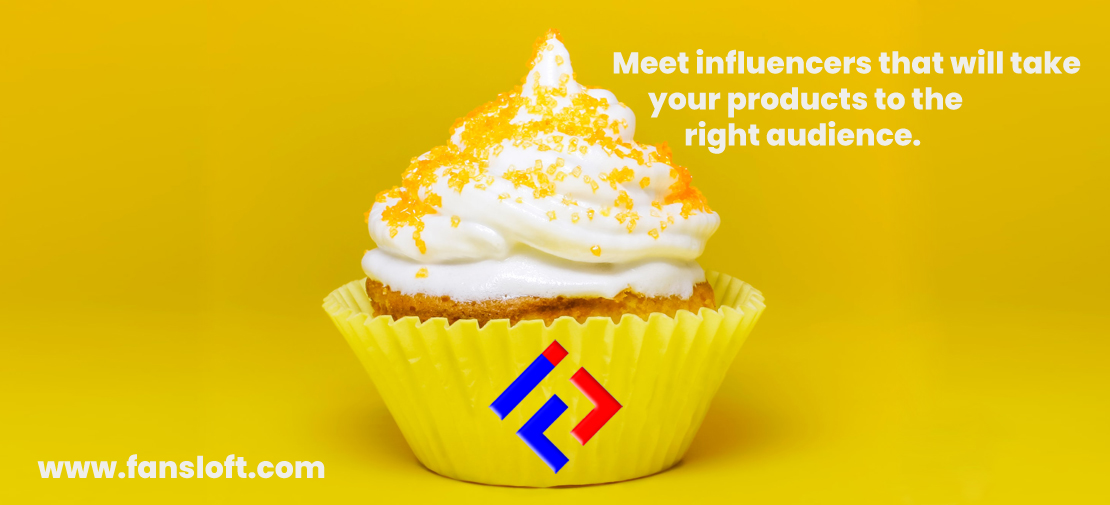 Meet influencers that will take
your products to the
right audience.
www.fansloft.com